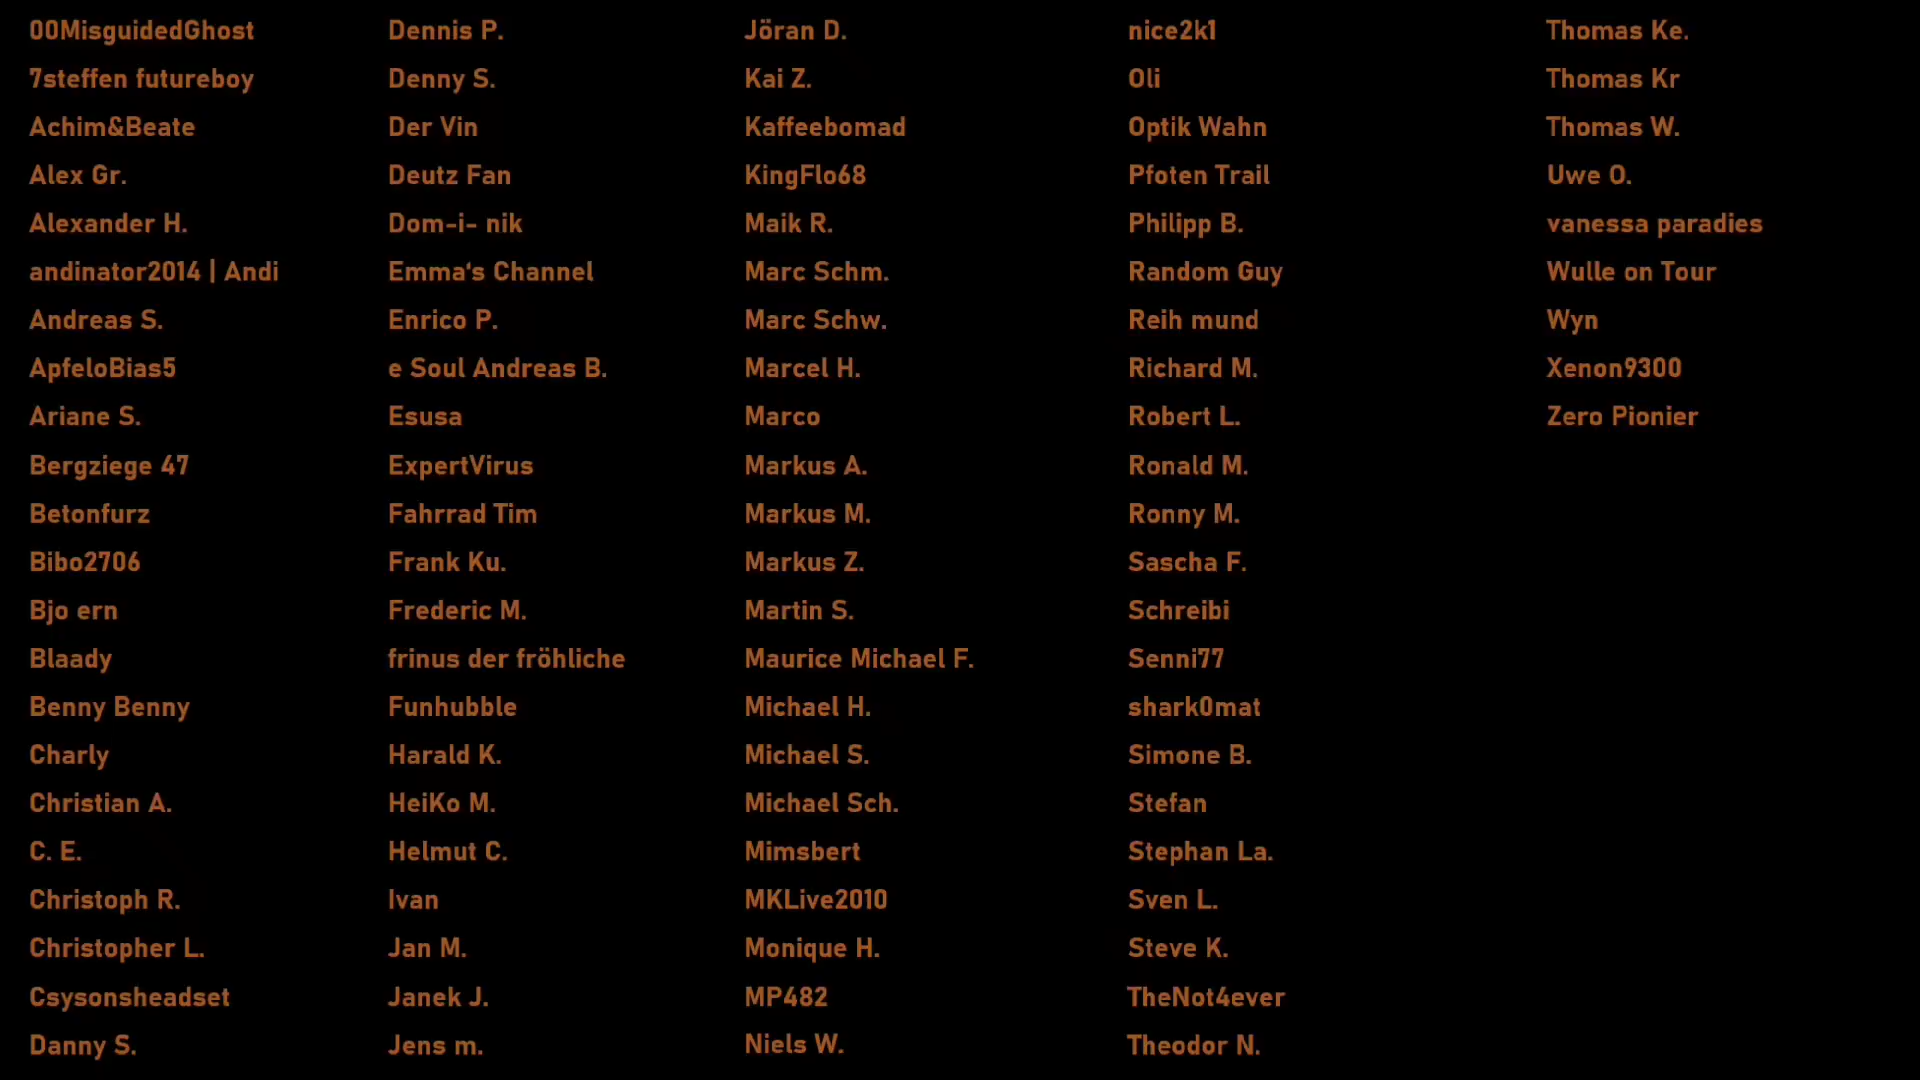 00MisguidedGhost
7steffen futureboy
Achim&Beate
Alex Gr.
Alexander H.
andinator2014 | Andi
Andreas S.
ApfeloBias5
Ariane S.
Bergziege 47
Betonfurz
Bibo2706
Bjo ern
Blaady
Benny Benny
Charly
Christian A.
C. E.
Christoph R.
Christopher L.
Csysonsheadset
Danny S.
Dennis P.
Denny S.
Der Vin
Deutz Fan
Dom-i- nik
Emma‘s Channel
Enrico P.
e Soul Andreas B.
Esusa
ExpertVirus
Fahrrad Tim
Frank Ku.
Frederic M.
frinus der fröhliche
Funhubble
Harald K.
HeiKo M.
Helmut C.
Ivan
Jan M.
Janek J.
Jens m.
Jöran D.
Kai Z.
Kaffeebomad
KingFlo68
Maik R.
Marc Schm.
Marc Schw.
Marcel H.
Marco
Markus A.
Markus M.
Markus Z.
Martin S.
Maurice Michael F.
Michael H.
Michael S.
Michael Sch.
Mimsbert
MKLive2010
Monique H.
MP482
Niels W.
nice2k1
Oli
Optik Wahn
Pfoten Trail
Philipp B.
Random Guy
Reih mund
Richard M.
Robert L.
Ronald M.
Ronny M.
Sascha F.
Schreibi
Senni77
shark0mat
Simone B.
Stefan
Stephan La.
Sven L.
Steve K.
TheNot4ever
Theodor N.
Thomas Ke.
Thomas Kr
Thomas W.
Uwe O.
vanessa paradies
Wulle on Tour
Wyn
Xenon9300
Zero Pionier